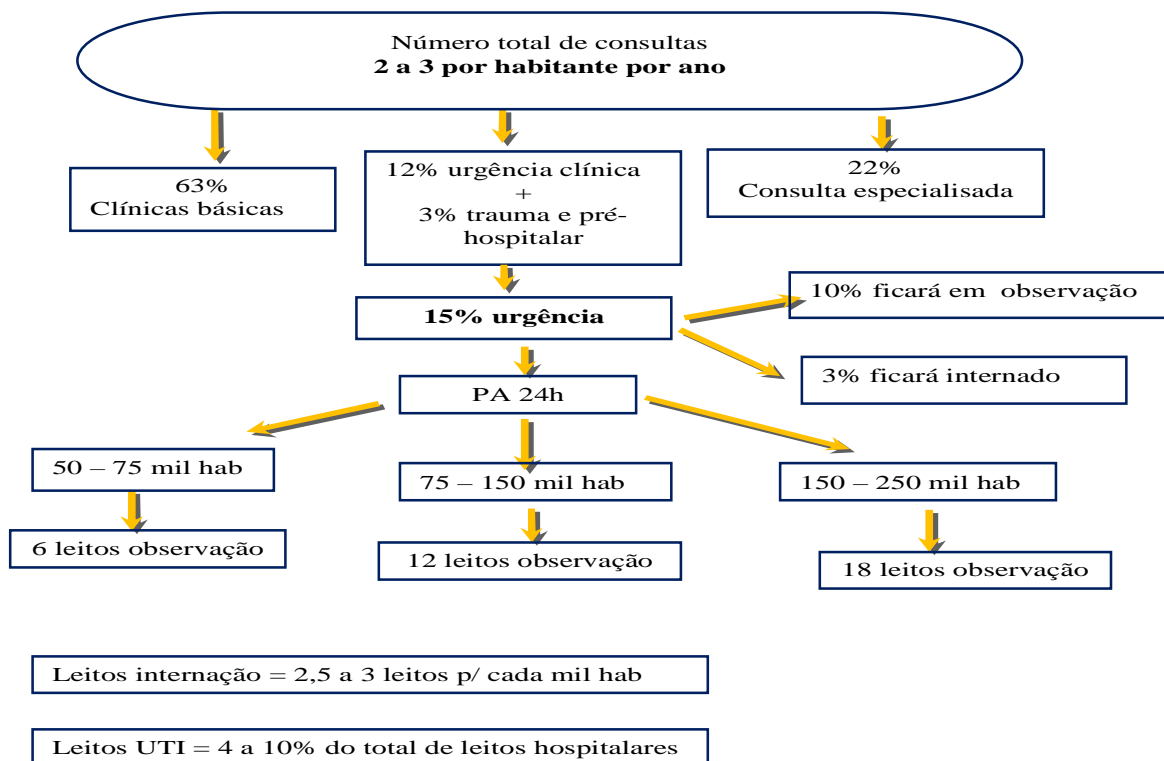 Número total de consultas
2 a 3 por habitante por ano
63%
Clínicas básicas
12% urgência clínica
+
3% trauma e pré-
hospitalar
22%
Consulta especialisada
15% urgência
10% ficará em observação
3% ficará internado
PA 24h
50 – 75 mil hab
75 – 150 mil hab
150 – 250 mil hab
6 leitos observação
12 leitos observação
18 leitos observação
Leitos internação = 2,5 a 3 leitos p/ cada mil hab
Leitos UTI = 4 a 10% do total de leitos hospitalares